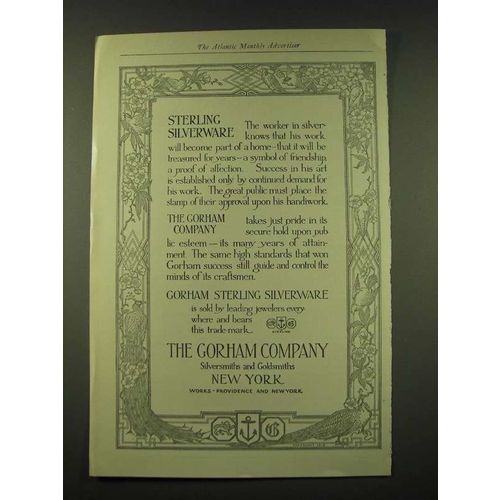 The Atlantic Monthly Advertiser
STERLING
SILVERWARE
The worker in silver-
knows that his work
will become part of a home—that it will be
treasured for years—a symbol of friendship,
a proof of affection. Success in his art
is established only by continued demand for
his work. The great public must place the
stamp of their approval upon his handiwork.
THE GORHAM
COMPANY
takes just pride in its
secure hold upon pub
lic esteem—its many years of attain-
ment. The same high standards that won
Gorham success still guide and control the
minds of its craftsmen.
GORHAM STERLING SILVERWARE
is sold by leading jewelers every-
where and bears
this trade-mark
STERLING
THE GORHAM COMPANY
Silversmiths and Goldsmiths
NEW YORK
WORKS - PROVIDENCE AND NEW YORK
G